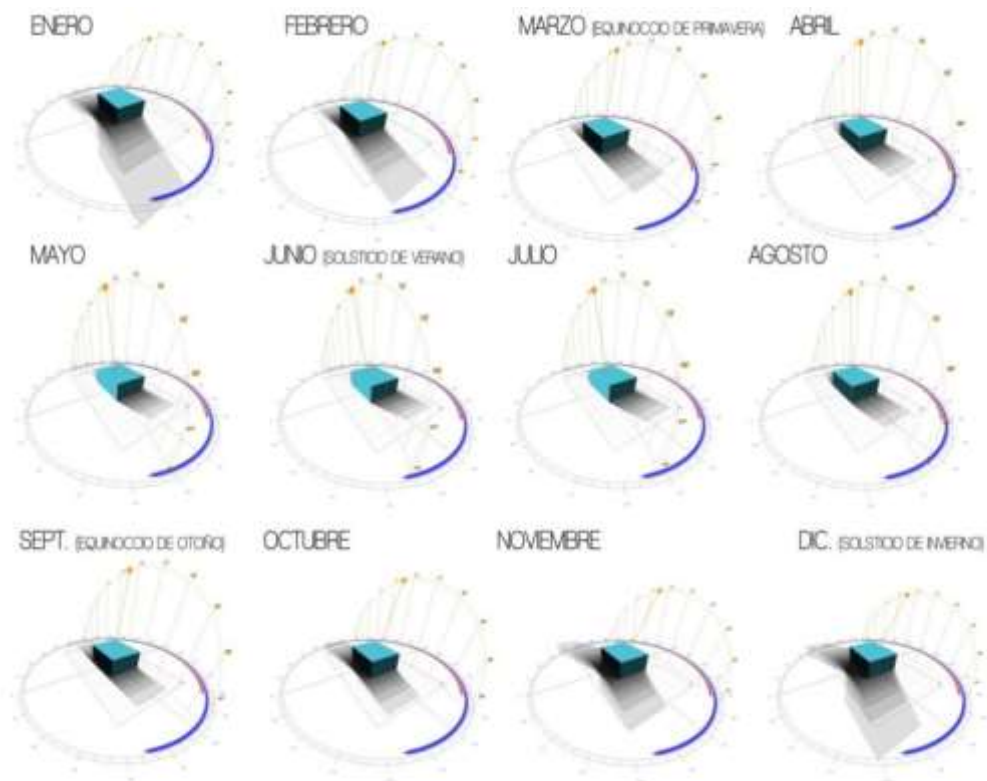 ENERO
FEBRERO
MARZO (EQUINOCCIO DE PRIMAVERA)
ABRIL
MAYO
JUNIO (SOLSTICIO DE VERANO)
JULIO
AGOSTO
SEPT. (EQUINOCCIO DE OTOÑO)
OCTUBRE
NOVIEMBRE
DIC. (SOLSTICIO DE INVIERNO)